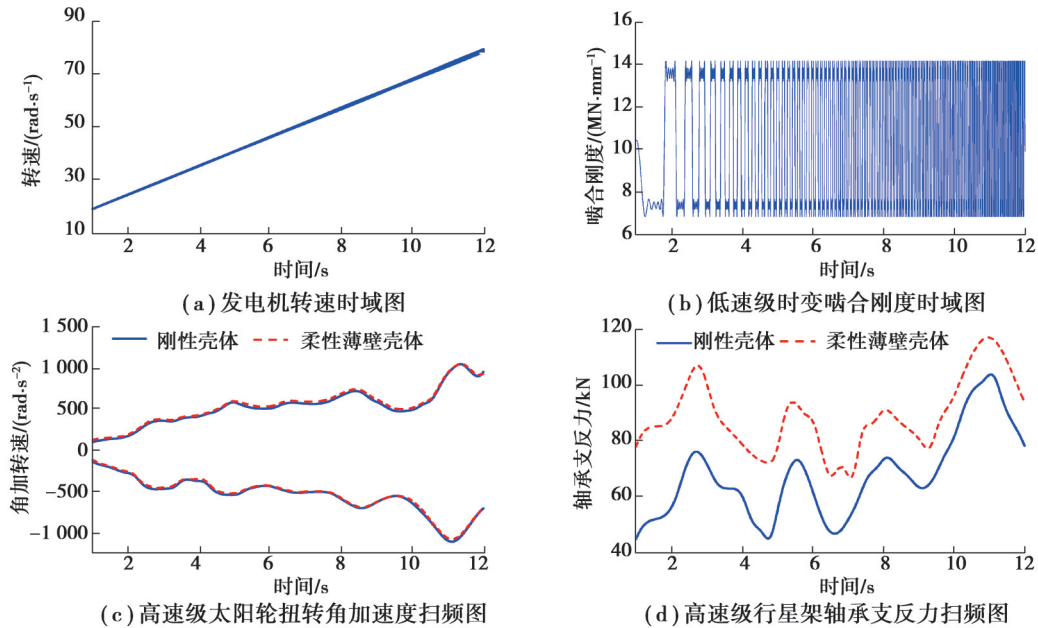 90
70
50
30
10
转速/(rad·s⁻¹)
2 4 6 8 10 12
时间/s
(a)发电机转速时域图
16
14
12
10
8
6
啮合刚度/(MN·mm⁻¹)
2 4 6 8 10 12
时间/s
(b)低速级时变啮合刚度时域图
1 500
1 000
500
0
−500
−1 000
角加转速/(rad·s⁻²)
刚性壳体 柔性薄壁壳体
2 4 6 8 10 12
时间/s
(c)高速级太阳轮扭转角加速度扫频图
120
100
80
60
40
轴承支反力/kN
刚性壳体 柔性薄壁壳体
2 4 6 8 10 12
时间/s
(d)高速级行星架轴承支反力扫频图